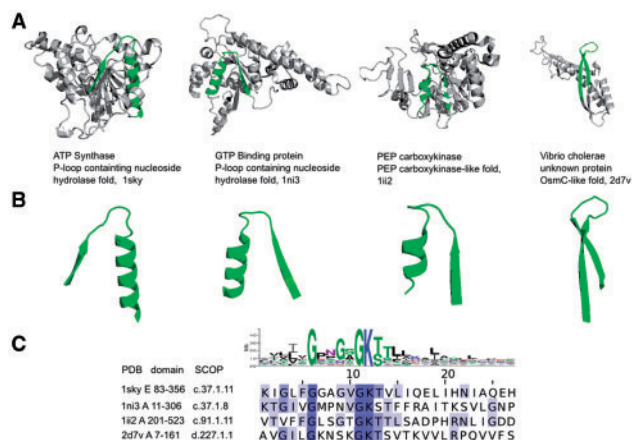 A
ATP Synthase
P-loop containting nucleoside
hydrolase fold, 1sky
GTP Binding protein
P-loop containing nucleoside
hydrolase fold, 1ni3
PEP carboxykinase
PEP carboxykinase-like fold,
1ii2
Vibrio cholerae
unknown protein
OsmC-like fold, 2d7v
B
C
PDB domain SCOP
10 20
1sky E 83-356 c.37.1.11 KIGLFGGAGVGKTVLIQELIHNIAQEH
1ni3 A 11-306 c.37.1.8 KTGIVGMPNVGKSTFFRAITKSVLGNP
1ii2 A 201-523 c.91.1.11 VTVFFGLSGTGKTTLSADPHRNLIGDD
2d7v A 7-161 d.227.1.1 AVGILGKNSKGKTSVTKVVLRPQVVFS